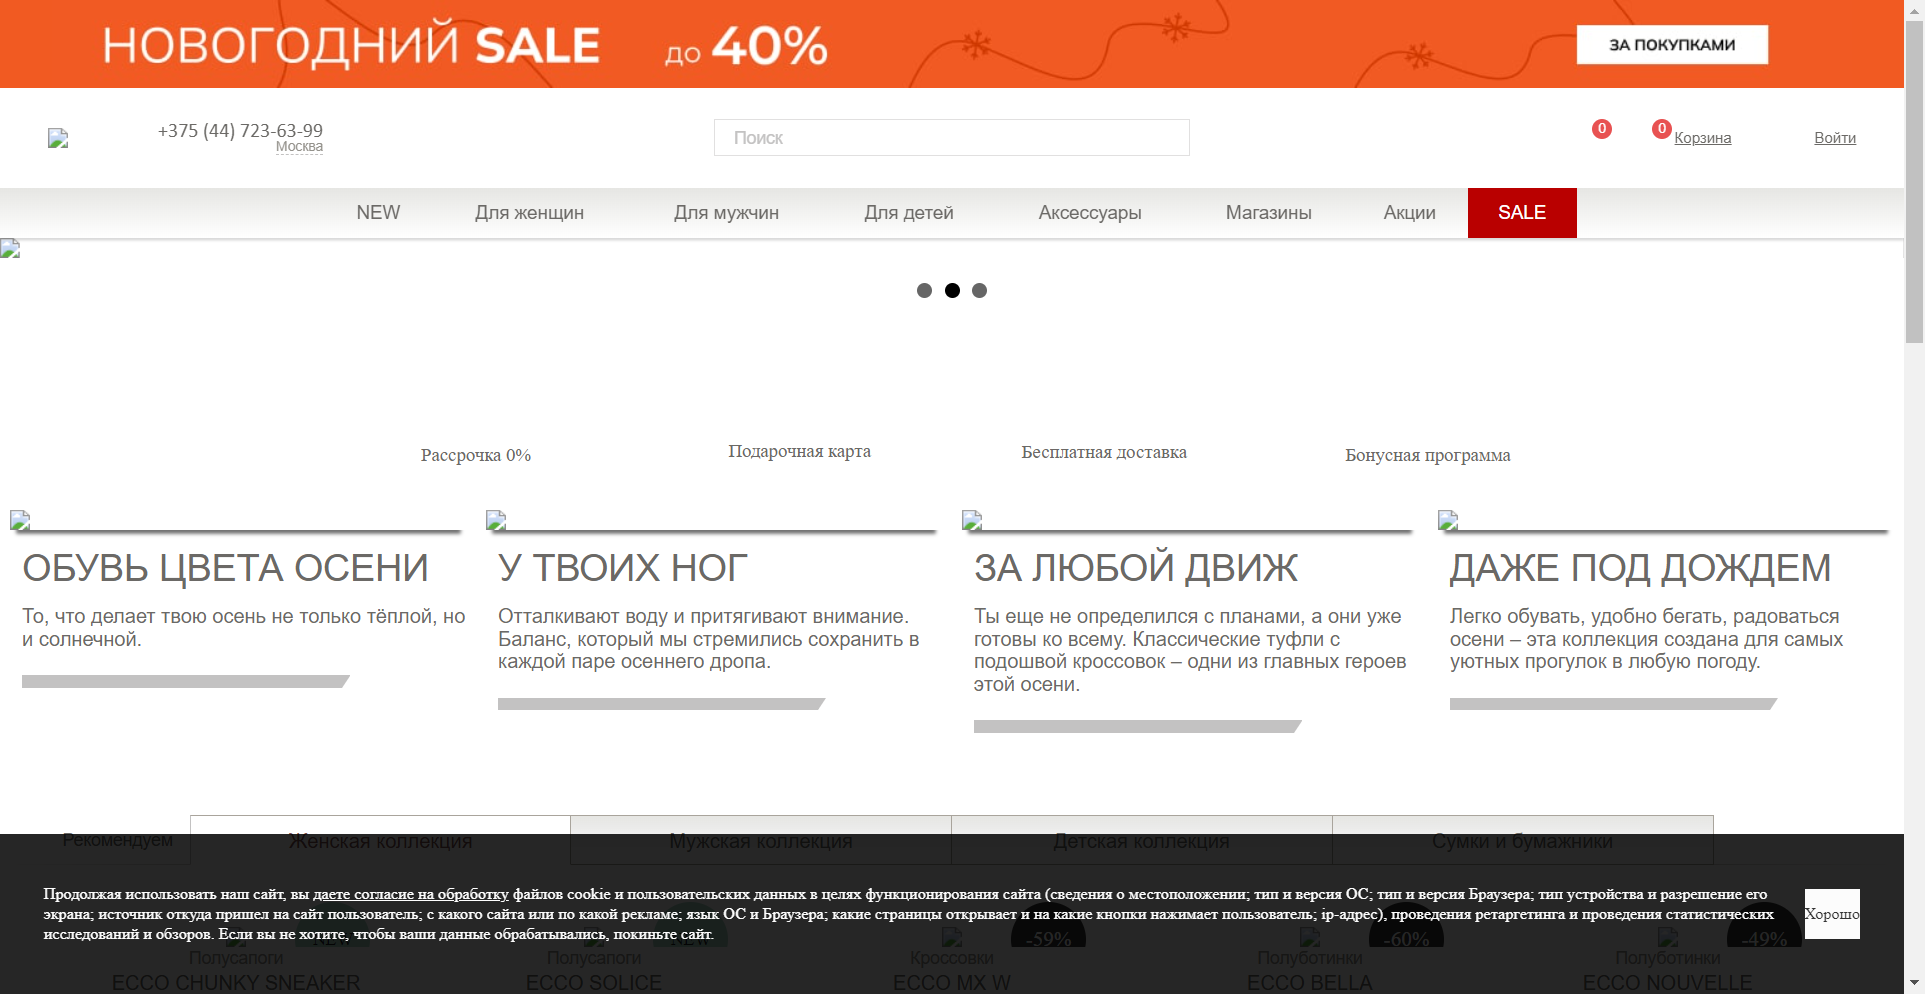 НОВОГОДНИЙ SALE до 40%
ЗА ПОКУПКАМИ
+375 (44) 723-63-99
Москва
Поиск
0
0
Корзина
Войти
NEW
Для женщин
Для мужчин
Для детей
Аксессуары
Магазины
Акции
SALE
Рассрочка 0%
Подарочная карта
Бесплатная доставка
Бонусная программа
ОБУВЬ ЦВЕТА ОСЕНИ
То, что делает твою осень не только тёплой, но
и солнечной.
У ТВОИХ НОГ
Отталкивают воду и притягивают внимание.
Баланс, который мы стремились сохранить в
каждой паре осеннего дропа.
ЗА ЛЮБОЙ ДВИЖ
Ты еще не определился с планами, а они уже
готовы ко всему. Классические туфли с
подошвой кроссовок – одни из главных героев
этой осени.
ДАЖЕ ПОД ДОЖДЕМ
Легко обувать, удобно бегать, радоваться
осени – эта коллекция создана для самых
уютных прогулок в любую погоду.
Рекомендуем
Женская коллекция
Мужская коллекция
Детская коллекция
Сумки и бумажники
Продолжая использовать наш сайт, вы даете согласие на обработку файлов cookie и пользовательских данных в целях функционирования сайта (сведения о местоположении; тип и версия ОС; тип и версия Браузера; тип устройства и разрешение его
экрана; источник откуда пришел на сайт пользователь; с какого сайта или по какой рекламе; язык ОС и Браузера; какие страницы открывает и на какие кнопки нажимает пользователь; ip-адрес), проведения ретаргетинга и проведения статистических
исследований и обзоров. Если вы не хотите, чтобы ваши данные обрабатывались, покиньте сайт.
Хорошо
NEW
NEW
-59%
-60%
-49%
Полусапоги
Полусапоги
Кроссовки
Полуботинки
Полуботинки
ECCO CHUNKY SNEAKER
ECCO SOLICE
ECCO MX W
ECCO BELLA
ECCO NOUVELLE